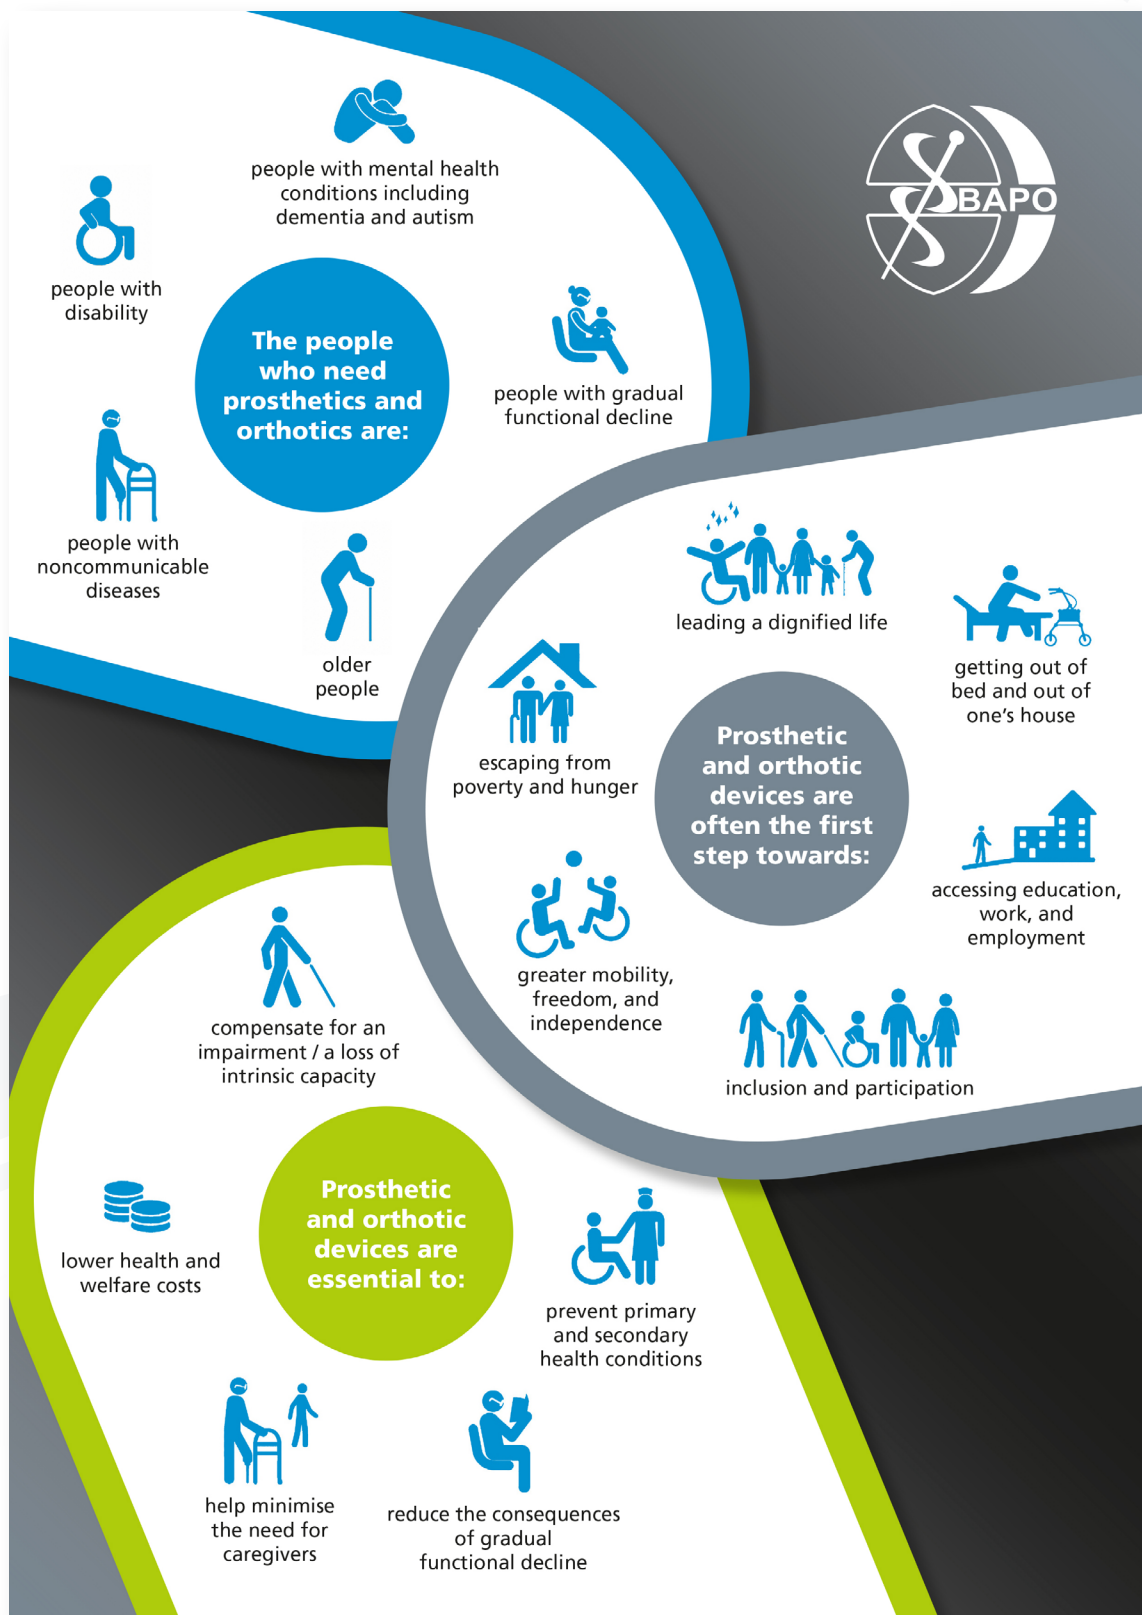 people with mental health
conditions including
dementia and autism
people with
disability
The people
who need
prosthetics and
orthotics are:
people with gradual
functional decline
people with
noncommunicable
diseases
older
people
BAPO
leading a dignified life
getting out of
bed and out of
one’s house
escaping from
poverty and hunger
Prosthetic
and orthotic
devices are
often the first
step towards:
accessing education,
work, and
employment
greater mobility,
freedom, and
independence
inclusion and participation
compensate for an
impairment / a loss of
intrinsic capacity
Prosthetic
and orthotic
devices are
essential to:
lower health and
welfare costs
prevent primary
and secondary
health conditions
help minimise
the need for
caregivers
reduce the consequences
of gradual
functional decline